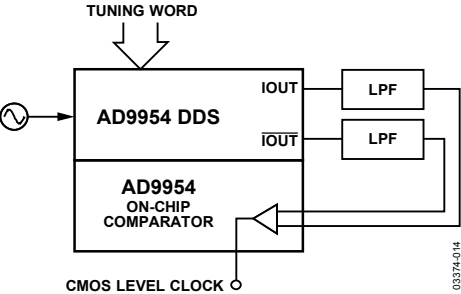 TUNING WORD
IOUT
LPF
AD9954 DDS
IOUT
LPF
AD9954
ON-CHIP
COMPARATOR
CMOS LEVEL CLOCK
03374-014